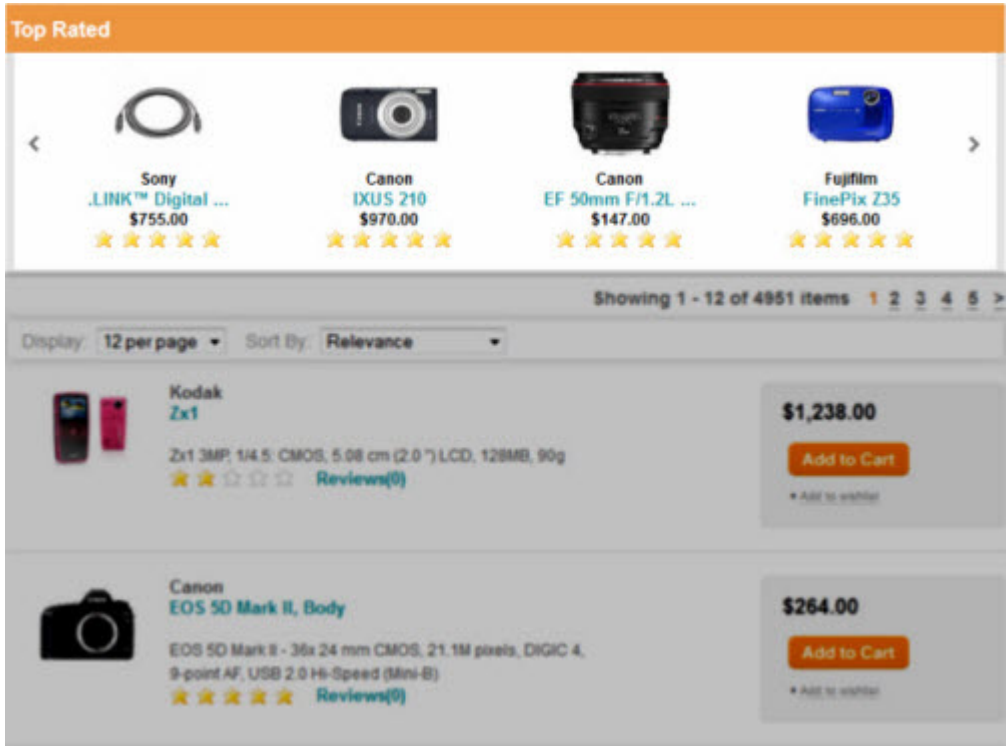 Top Rated
<
Sony
.LINK™ Digital ...
$755.00
Canon
IXUS 210
$970.00
Canon
EF 50mm F/1.2L ...
$147.00
Fujifilm
FinePix Z35
$696.00
>
Showing 1 - 12 of 4951 items 1 2 3 4 5 >
Display: 12 per page Sort By: Relevance
Kodak
Zx1
Zx1 3MP, 1/4.5: CMOS, 5.08 cm (2.0 ") LCD, 128MB, 90g
Reviews(0)
$1,238.00
Add to Cart
Add to wishlist
Canon
EOS 5D Mark II, Body
EOS 5D Mark II - 36x 24 mm CMOS, 21.1M pixels, DIGIC 4,
9-point AF, USB 2.0 Hi-Speed (Mini-B)
Reviews(0)
$264.00
Add to Cart
Add to wishlist